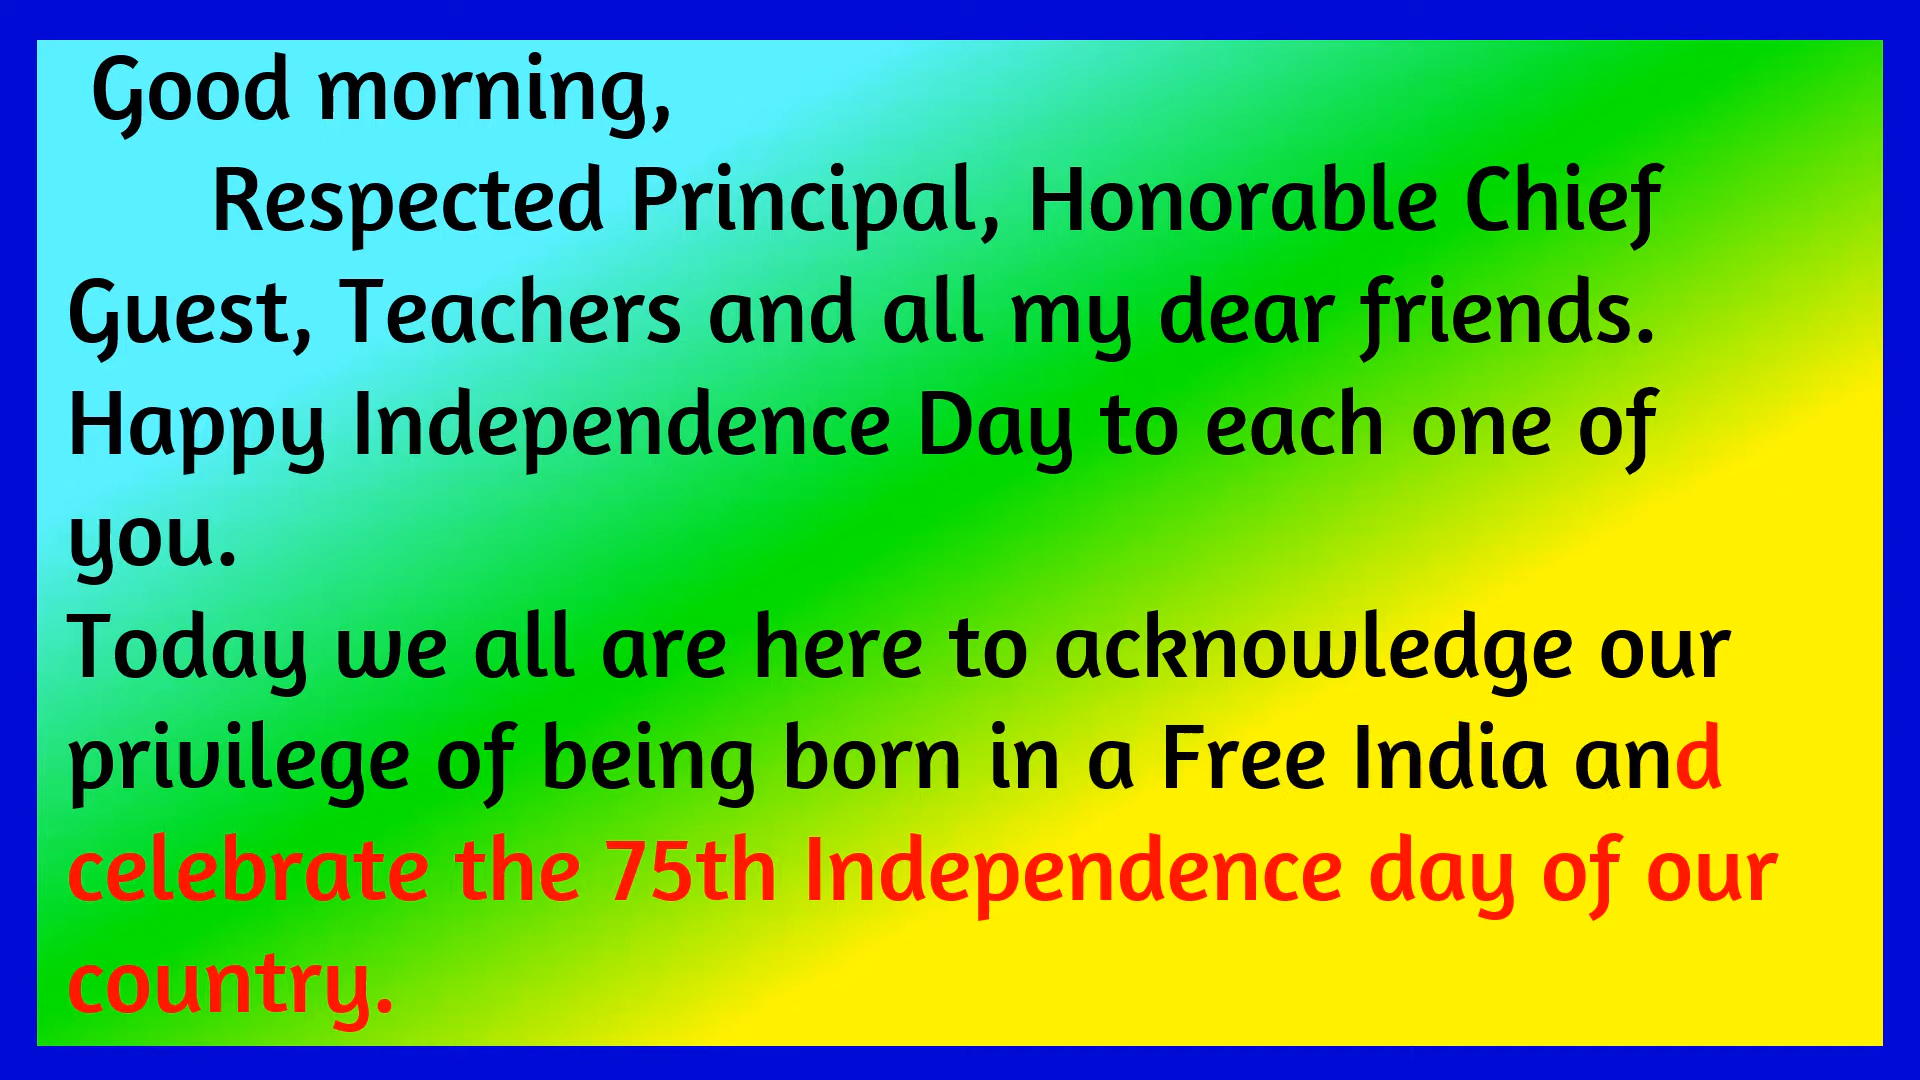 Good morning,
Respected Principal, Honorable Chief
Guest, Teachers and all my dear friends.
Happy Independence Day to each one of
you.
Today we all are here to acknowledge our
privilege of being born in a Free India and
celebrate the 75th Independence day of our
country.